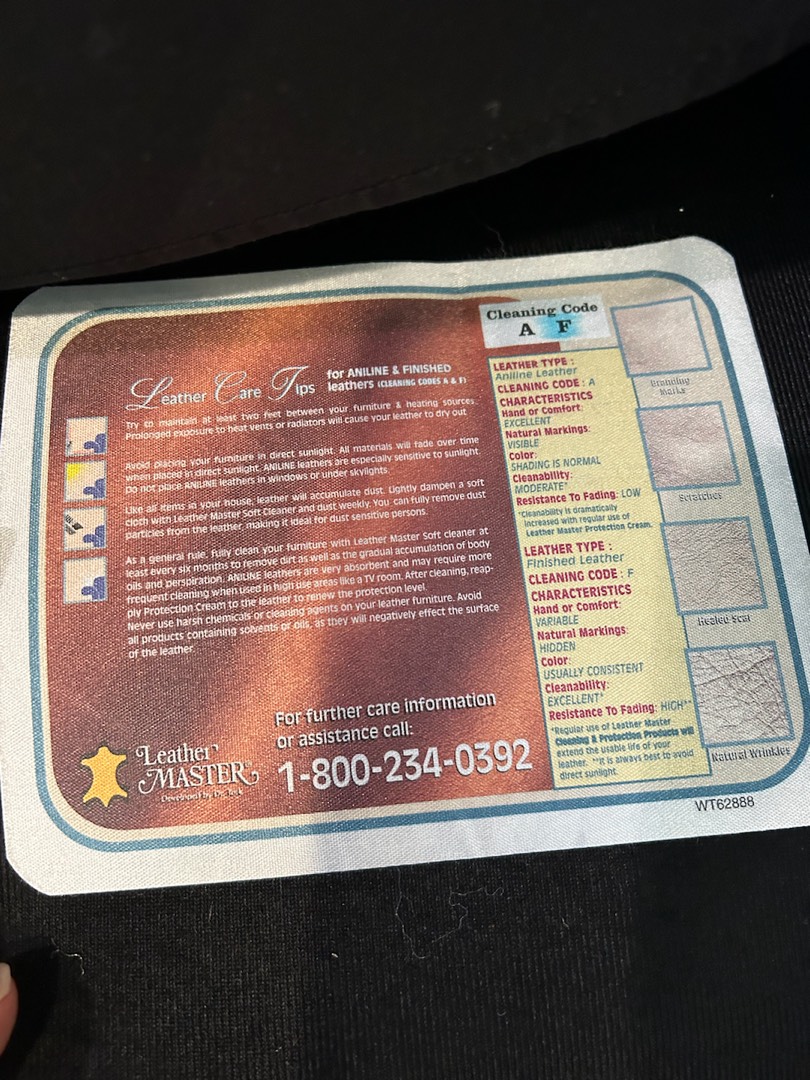 Leather Care Tips for ANILINE & FINISHED
leathers (CLEANING CODES A & F)
Try to maintain at least two feet between your furniture & heating sources.
Prolonged exposure to heat vents or radiators will cause your leather to dry out
Avoid placing your furniture in direct sunlight. All materials will fade over time
when placed in direct sunlight. ANILINE leathers are especially sensitive to sunlight.
Do not place ANILINE leathers in windows or under skylights.
Like all items in your house, leather will accumulate dust. Lightly dampen a soft
cloth with Leather Master Soft Cleaner and dust weekly. You can fully remove dust
particles from the leather, making it ideal for dust sensitive persons.
As a general rule, fully clean your furniture with Leather Master Soft cleaner at
least every six months to remove dirt as well as the gradual accumulation of body
oils and perspiration. ANILINE leathers are very absorbent and may require more
frequent cleaning when used in high use areas like a TV room. After cleaning, reap-
ply Protection Cream to the leather to renew the protection level.
Never use harsh chemicals or cleaning agents on your leather furniture. Avoid
all products containing solvents or oils, as they will negatively effect the surface
of the leather.
For further care information
or assistance call:
1-800-234-0392
Leather
MASTER
Developed by
Cleaning Code
A F
LEATHER TYPE :
Aniline Leather
CLEANING CODE : A
CHARACTERISTICS
Hand or Comfort:
EXCELLENT
Natural Markings:
VISIBLE
Color:
SHADING IS NORMAL
Cleanability:
MODERATE*
Resistance To Fading: LOW
*Cleanability is dramatically
increased with regular use of
Leather Master Protection Cream.
LEATHER TYPE :
Finished Leather
CLEANING CODE : F
CHARACTERISTICS
Hand or Comfort:
VARIABLE
Natural Markings:
HIDDEN
Color:
USUALLY CONSISTENT
Cleanability:
EXCELLENT*
Resistance To Fading: HIGH**
*Regular use of Leather Master
Cleaning & Protection Products will
extend the usable life of your
leather. **It is always best to avoid
direct sunlight.
Branding
Marks
Scratches
Healed Scar
Natural Wrinkles
WT62888